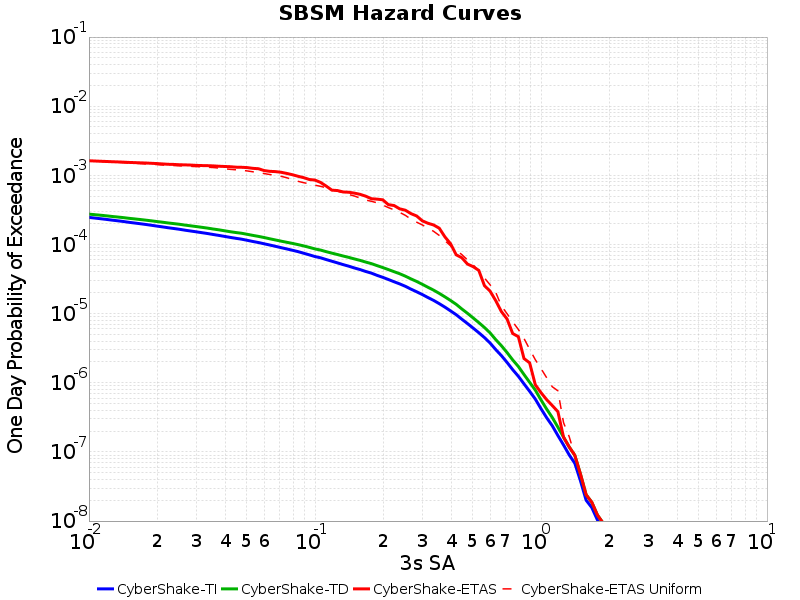 SBSM Hazard Curves
One Day Probability of Exceedance
10-1
10-2
10-3
10-4
10-5
10-6
10-7
10-8
10-2 2 3 4 5 6 10-1 2 3 4 5 6 7 100 2 3 4 5 6 7 101
3s SA
CyberShake-TI CyberShake-TD CyberShake-ETAS CyberShake-ETAS Uniform